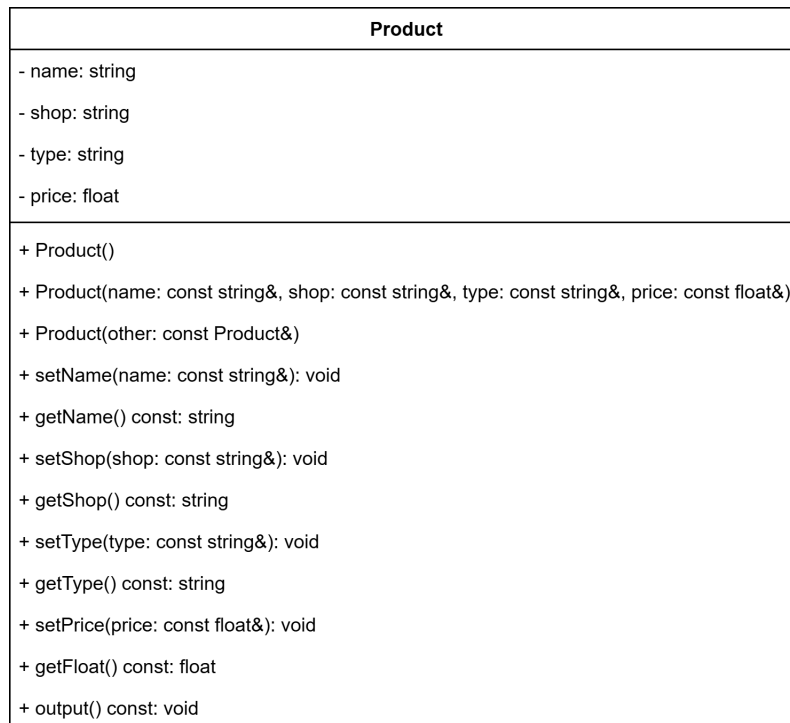 Product
- name: string
- shop: string
- type: string
- price: float
+ Product()
+ Product(name: const string&, shop: const string&, type: const string&, price: const float&)
+ Product(other: const Product&)
+ setName(name: const string&): void
+ getName() const: string
+ setShop(shop: const string&): void
+ getShop() const: string
+ setType(type: const string&): void
+ getType() const: string
+ setPrice(price: const float&): void
+ getFloat() const: float
+ output() const: void